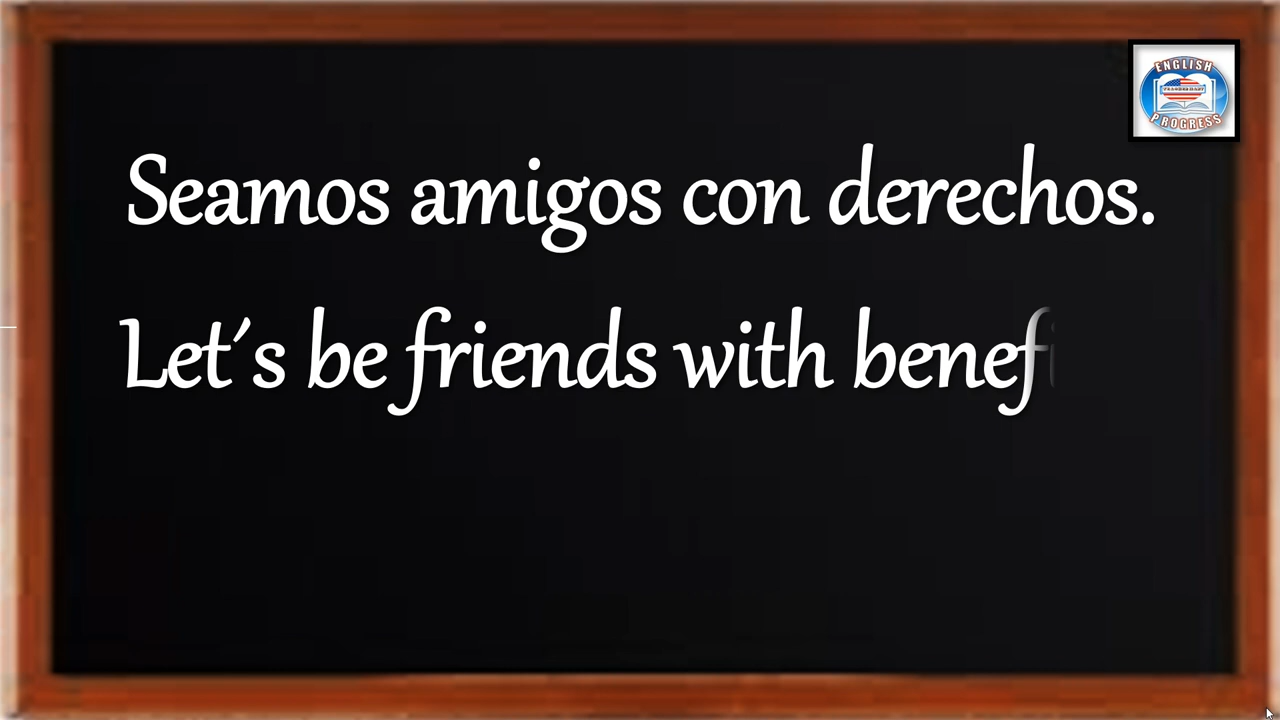 ENGLISH
PROGRESS
Seamos amigos con derechos.
Let´s be friends with benef